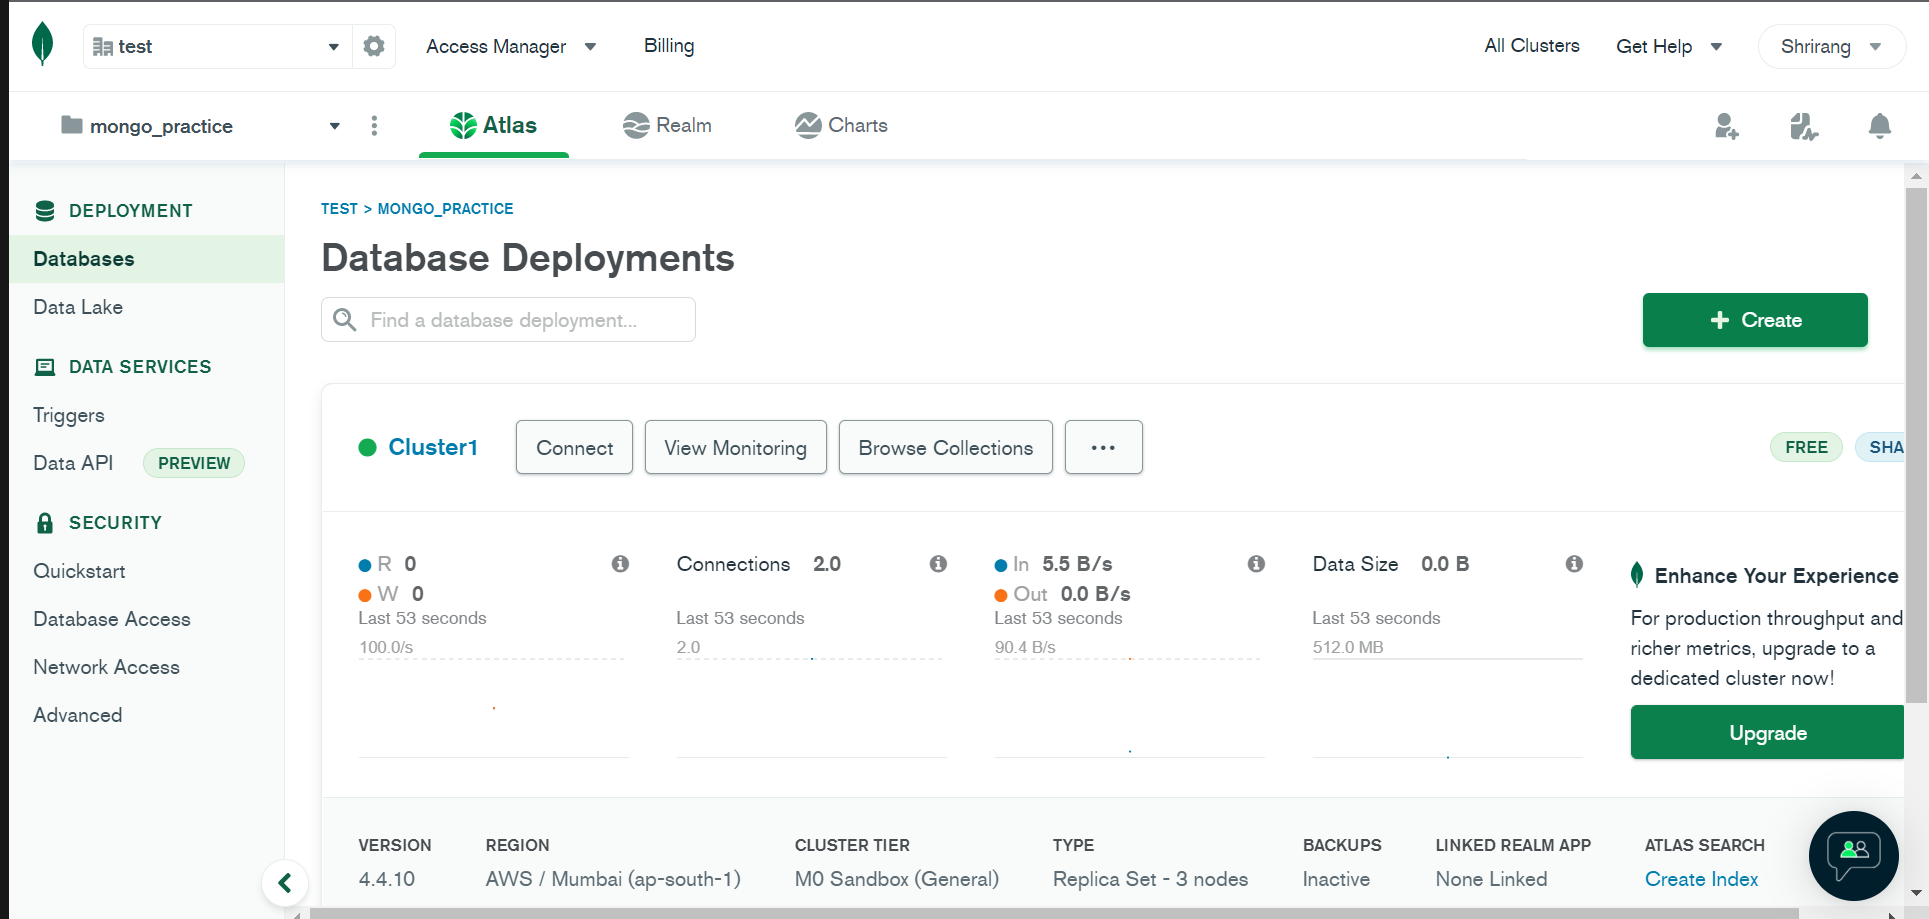 test
Access Manager
Billing
All Clusters
Get Help
Shrirang
mongo_practice
Atlas
Realm
Charts
DEPLOYMENT
Databases
Data Lake
DATA SERVICES
Triggers
Data API PREVIEW
SECURITY
Quickstart
Database Access
Network Access
Advanced
TEST > MONGO_PRACTICE
Database Deployments
Find a database deployment...
+ Create
Cluster1
Connect
View Monitoring
Browse Collections
...
FREE
SHA
R 0
W 0
Last 53 seconds
100.0/s
Connections 2.0
Last 53 seconds
2.0
In 5.5 B/s
Out 0.0 B/s
Last 53 seconds
90.4 B/s
Data Size 0.0 B
Last 53 seconds
512.0 MB
Enhance Your Experience
For production throughput and
richer metrics, upgrade to a
dedicated cluster now!
Upgrade
VERSION
4.4.10
REGION
AWS / Mumbai (ap-south-1)
CLUSTER TIER
M0 Sandbox (General)
TYPE
Replica Set - 3 nodes
BACKUPS
Inactive
LINKED REALM APP
None Linked
ATLAS SEARCH
Create Index